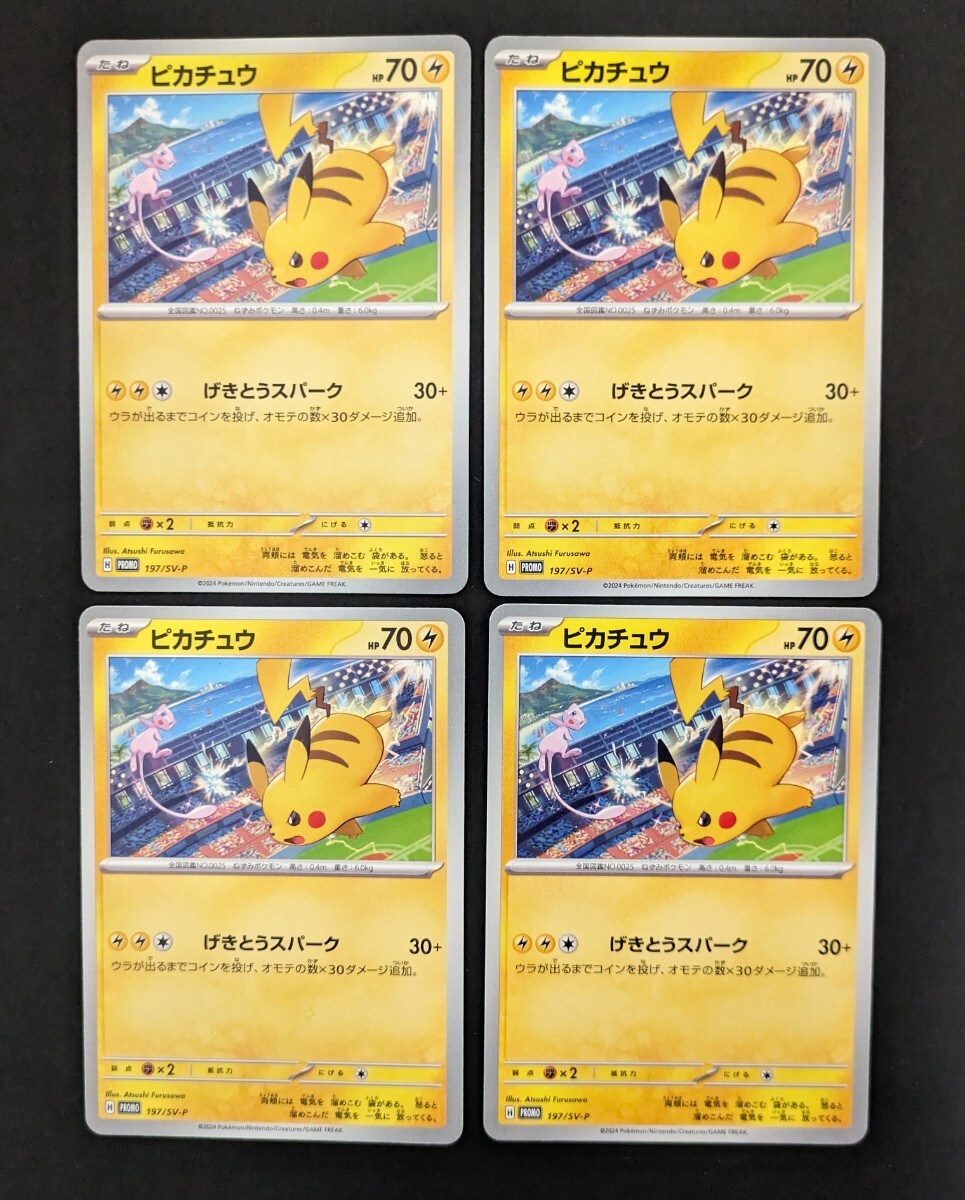 たね ピカチュウ HP70
全国図鑑NO.0025 ねずみポケモン 高さ：0.4m 重さ：6.0kg
げきとうスパーク 30+
ウラが出るまでコインを投げ、オモテの数×30ダメージ追加。
弱点 ×2 抵抗力 にげる
Illus. Atsushi Furusawa
両頬には 電気を 溜めこむ 袋がある。 怒ると
H PROMO 197/SV-P 溜めこんだ 電気を 一気に 放ってくる。
©2024 Pokémon/Nintendo/Creatures/GAME FREAK.
たね ピカチュウ HP70
全国図鑑NO.0025 ねずみポケモン 高さ：0.4m 重さ：6.0kg
げきとうスパーク 30+
ウラが出るまでコインを投げ、オモテの数×30ダメージ追加。
弱点 ×2 抵抗力 にげる
Illus. Atsushi Furusawa
両頬には 電気を 溜めこむ 袋がある。 怒ると
H PROMO 197/SV-P 溜めこんだ 電気を 一気に 放ってくる。
©2024 Pokémon/Nintendo/Creatures/GAME FREAK.
たね ピカチュウ HP70
全国図鑑NO.0025 ねずみポケモン 高さ：0.4m 重さ：6.0kg
げきとうスパーク 30+
ウラが出るまでコインを投げ、オモテの数×30ダメージ追加。
弱点 ×2 抵抗力 にげる
Illus. Atsushi Furusawa
両頬には 電気を 溜めこむ 袋がある。 怒ると
H PROMO 197/SV-P 溜めこんだ 電気を 一気に 放ってくる。
©2024 Pokémon/Nintendo/Creatures/GAME FREAK.
たね ピカチュウ HP70
全国図鑑NO.0025 ねずみポケモン 高さ：0.4m 重さ：6.0kg
げきとうスパーク 30+
ウラが出るまでコインを投げ、オモテの数×30ダメージ追加。
弱点 ×2 抵抗力 にげる
Illus. Atsushi Furusawa
両頬には 電気を 溜めこむ 袋がある。 怒ると
H PROMO 197/SV-P 溜めこんだ 電気を 一気に 放ってくる。
©2024 Pokémon/Nintendo/Creatures/GAME FREAK.